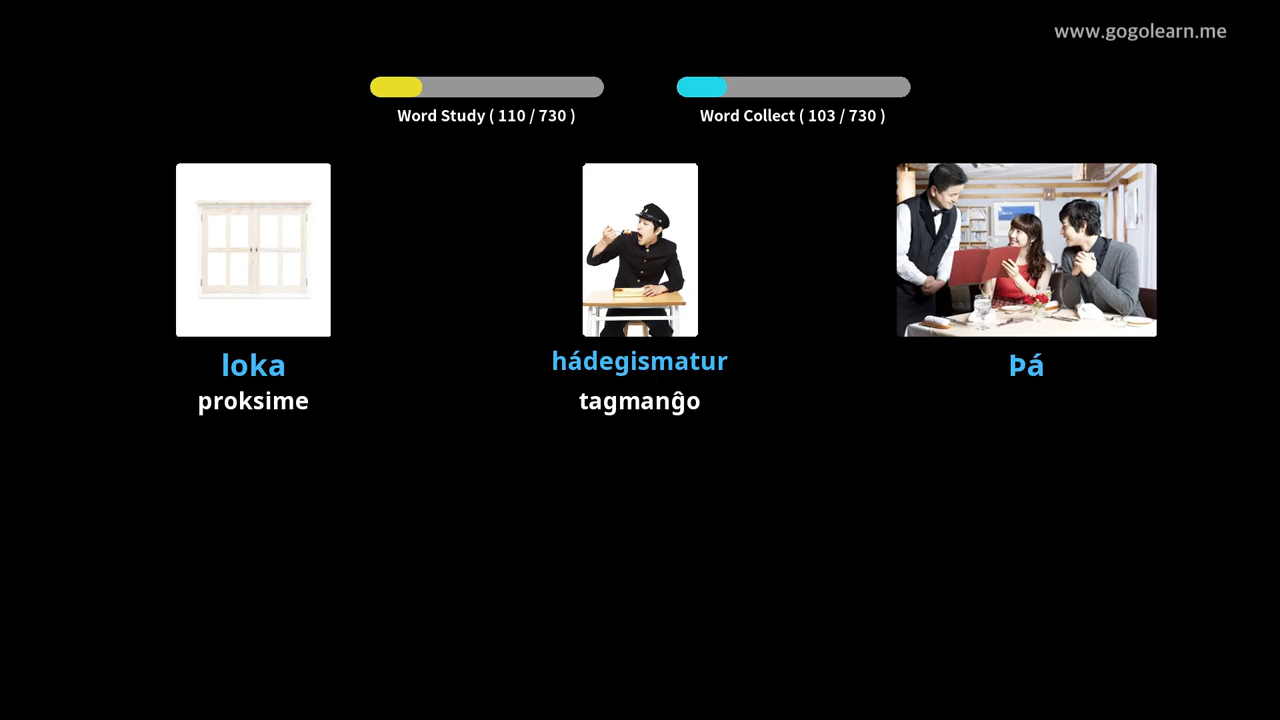 www.gogolearn.me
Word Study ( 110 / 730 )
Word Collect ( 103 / 730 )
loka
hádegismatur
Þá
proksime
tagmanĝo